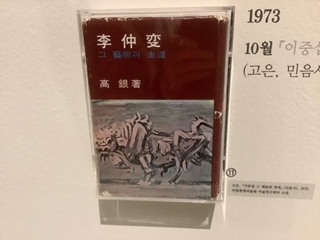 李仲燮
그 藝術과 生涯
高 銀 著
1973
10월 『이중섭
(고은, 민음사
⑪